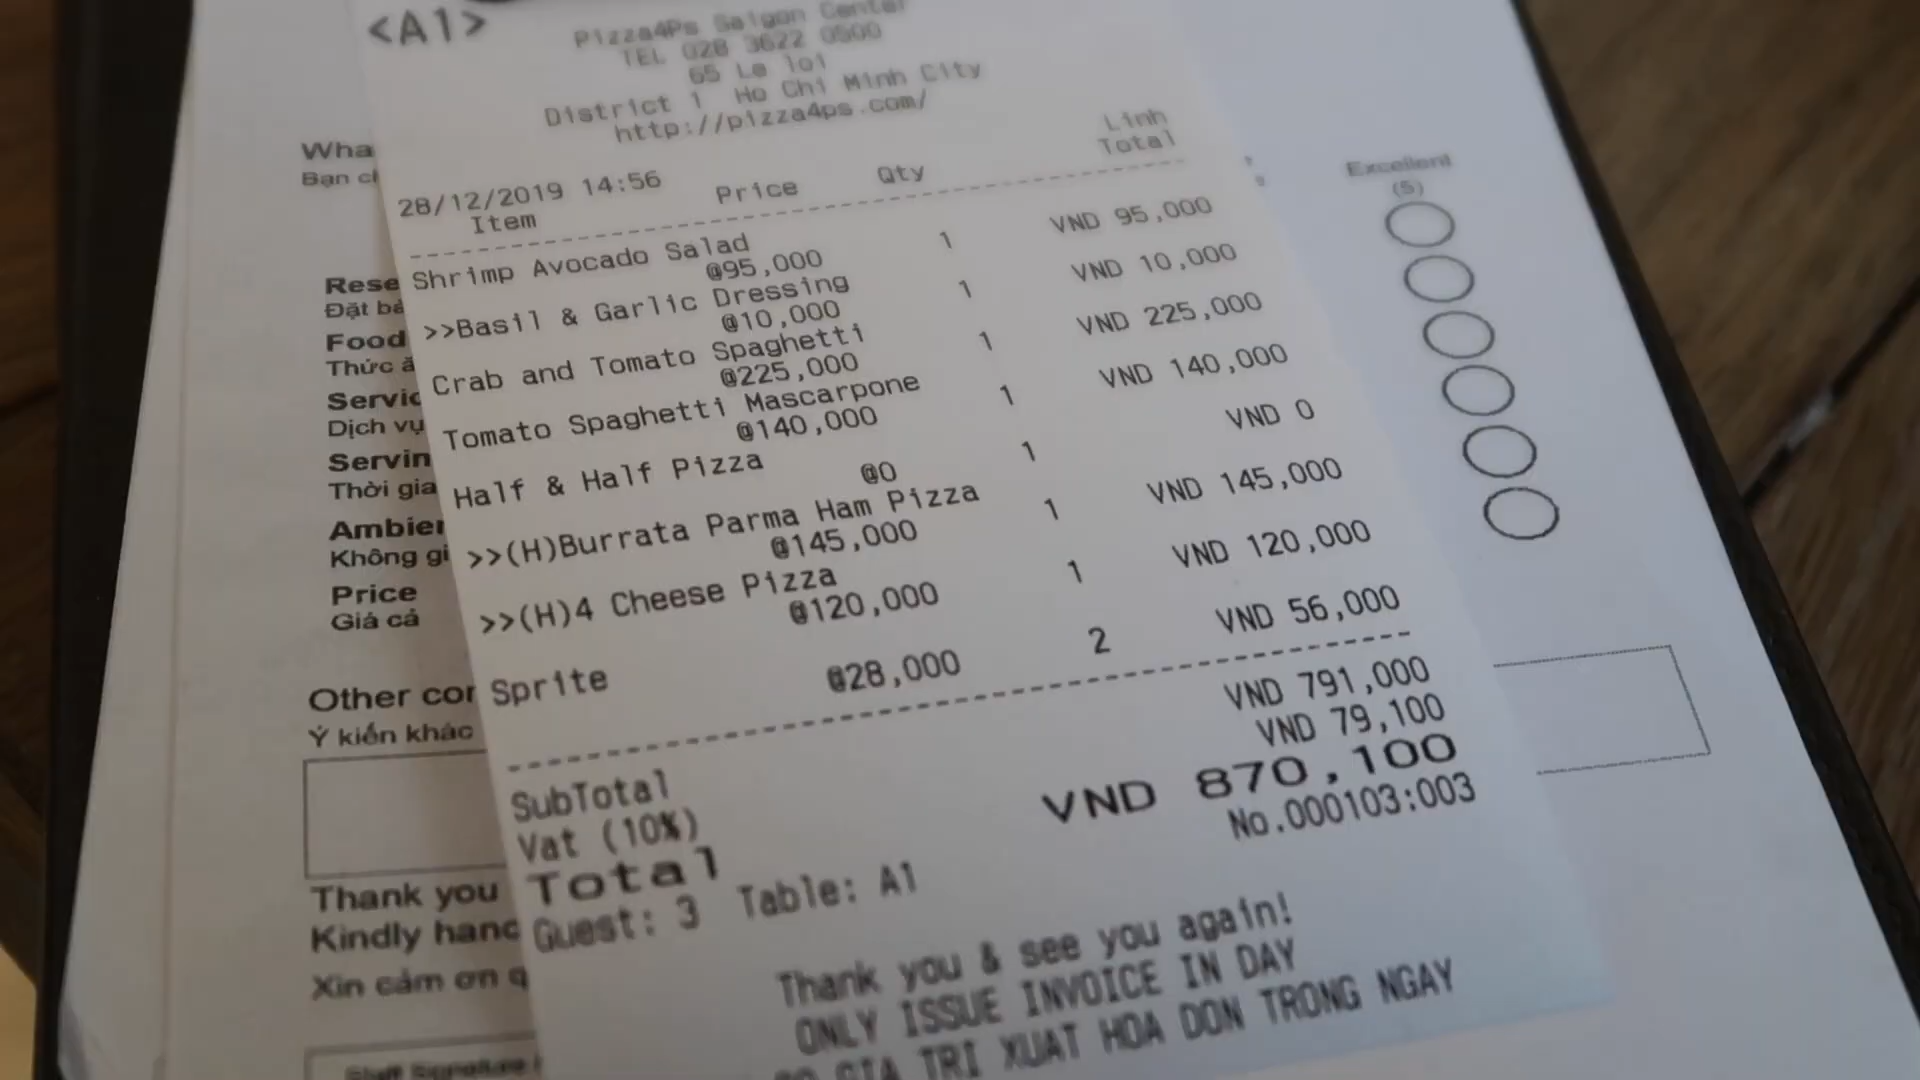 <A1>
Pizza4Ps Saigon Center
TEL 028 3622 0500
65 Le loi
District 1 Ho Chi Minh City
http://pizza4ps.com/
Linh
28/12/2019 14:56
Item Price Qty Total
Shrimp Avocado Salad
@95,000 1 VND 95,000
>>Basil & Garlic Dressing
@10,000 1 VND 10,000
Crab and Tomato Spaghetti
@225,000 1 VND 225,000
Tomato Spaghetti Mascarpone
@140,000 1 VND 140,000
Half & Half Pizza
@0 1 VND 0
>>(H)Burrata Parma Ham Pizza
@145,000 1 VND 145,000
>>(H)4 Cheese Pizza
@120,000 1 VND 120,000
Sprite @28,000 2 VND 56,000
SubTotal VND 791,000
Vat (10%) VND 79,100
Total VND 870,100
No.000103:003
Guest: 3 Table: A1
Thank you & see you again!
ONLY ISSUE INVOICE IN DAY
GIA TRI XUAT HOA DON TRONG NGAY
Wha
Bạn
Excellent
(5)
Rese
Đặt
Food
Thức
Servic
Dịch vụ
Servin
Thời gia
Ambier
Không gi
Price
Giá cả
Other cor
Ý kiến khác
Thank you
Kindly hand
Xin cảm ơn q
Staff Signature